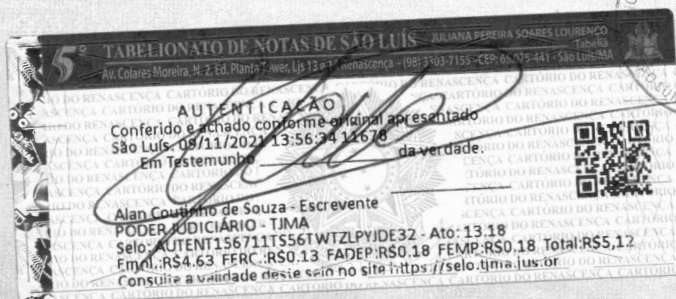 5º TABELIONATO DE NOTAS DE SÃO LUÍS - JULIANA PEREIRA SOARES LOURENÇO
Tabeliã
Av. Colares Moreira, N. 2, Ed. Planta Tower, Ljs 13 e 14 Renascença - (98) 3303-7155 - CEP: 65.075-441 - São Luís/MA
AUTENTICAÇÃO
Conferido e achado conforme original apresentado
São Luís. 09/11/2021 13:56:34 11678
Em Testemunho da verdade.
Alan Coutinho de Souza - Escrevente
PODER JUDICIÁRIO - TJMA
Selo: AUTENT156711TS56TWTZLPYJDE32 - Ato: 13.18
Emol.:R$4.63 FERC.:R$0.13 FADEP:R$0.18 FEMP:R$0.18 Total:R$5,12
Consulte a validade deste selo no site https://selo.tjma.jus.br